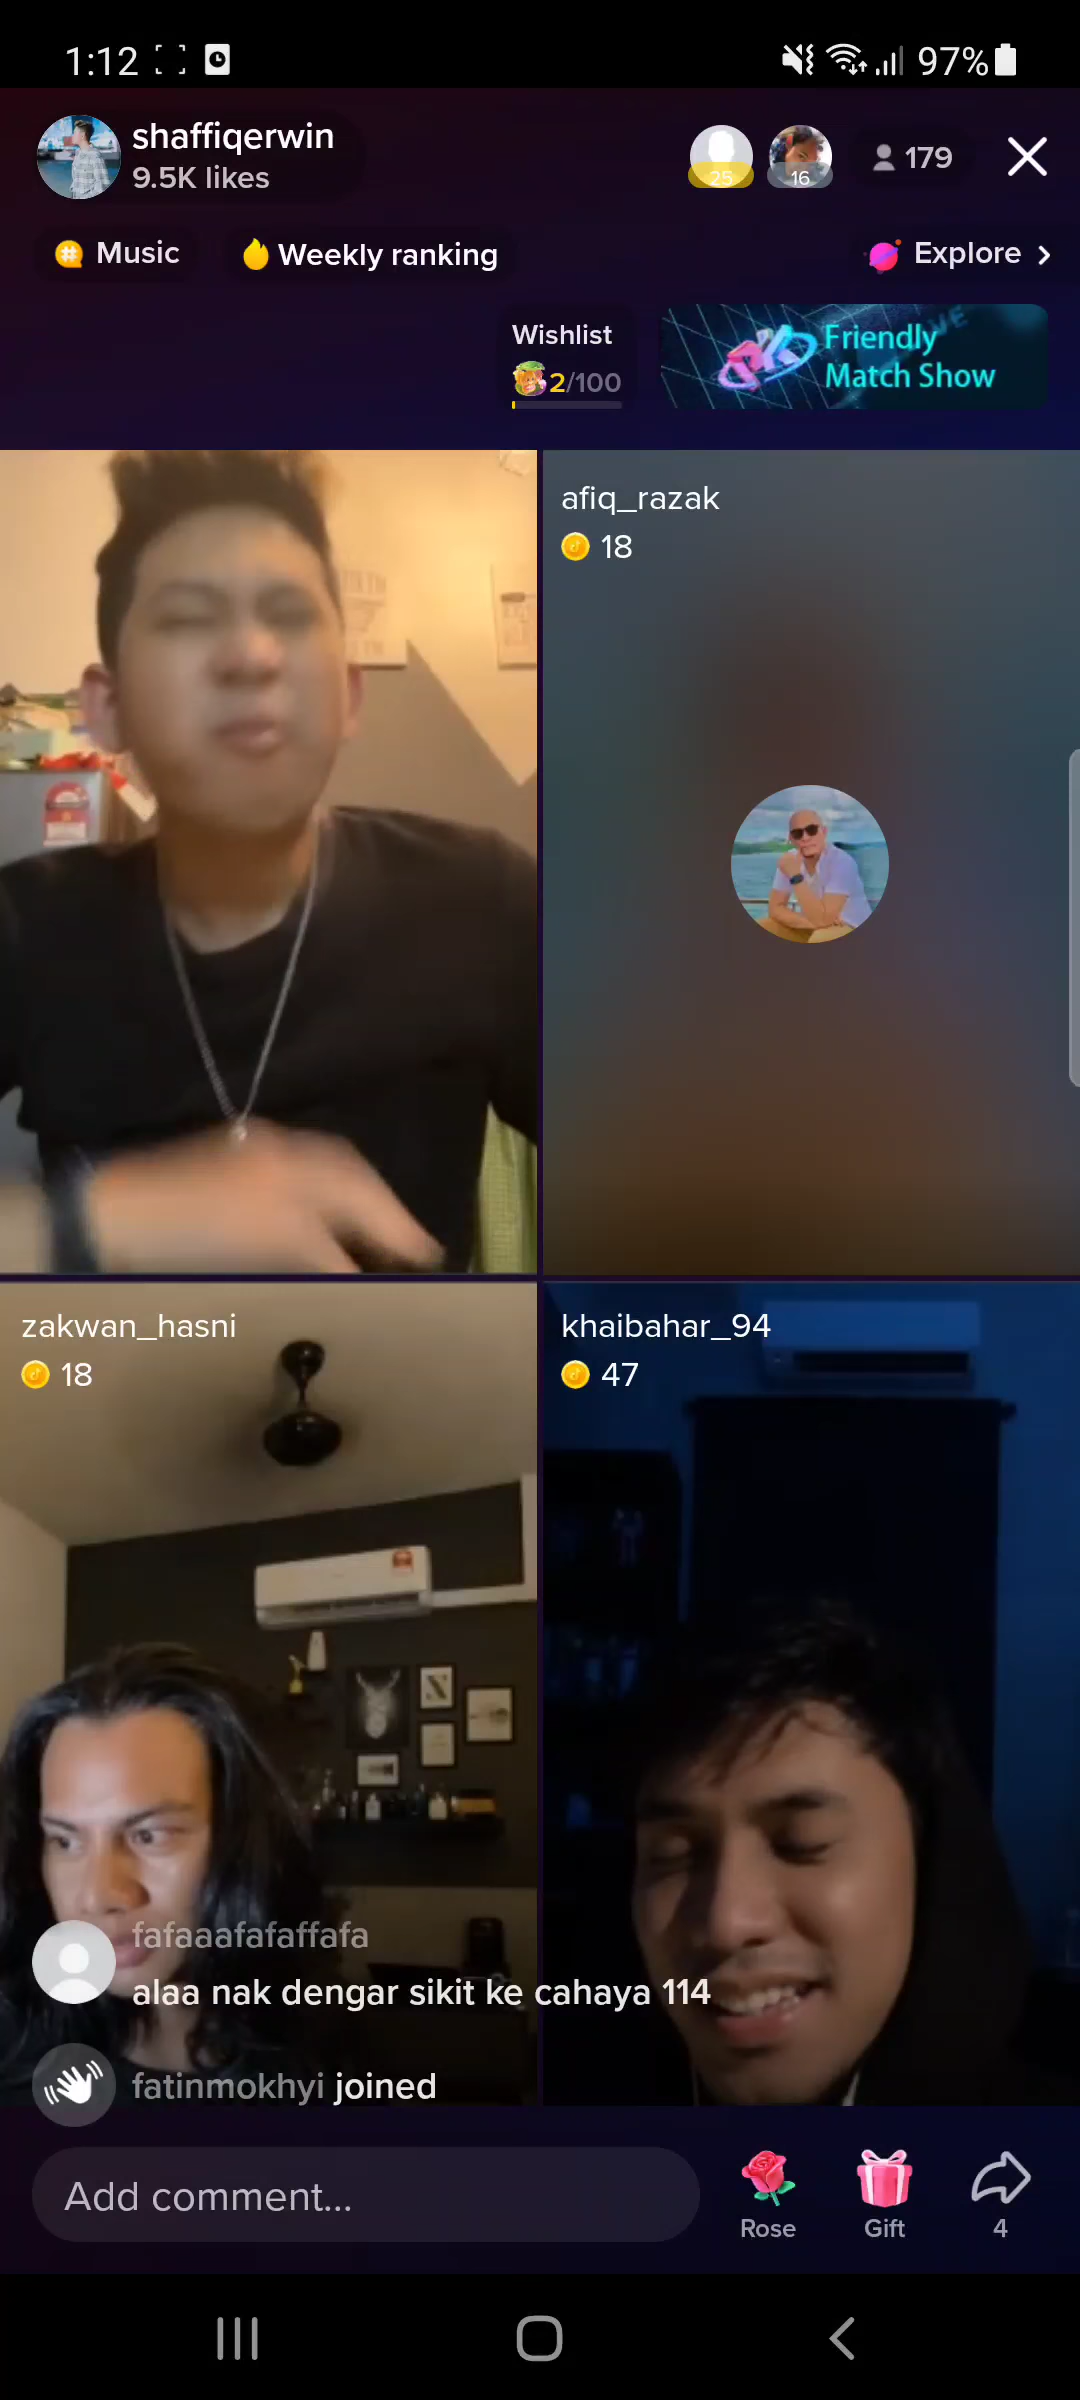 1:12
97%
shaffiqerwin
9.5K likes
25
16
179
Music
Weekly ranking
Explore
Wishlist
2/100
Friendly
Match Show
afiq_razak
18
zakwan_hasni
18
khaibahar_94
47
fafaaafafaffafa
alaa nak dengar sikit ke cahaya 114
fatinmokhyi joined
Add comment...
Rose
Gift
4